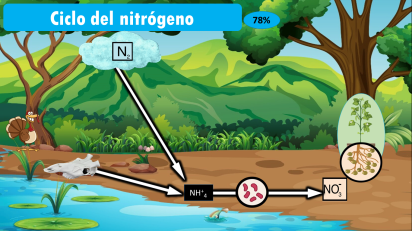 Ciclo del nitrógeno
78%
N₂
NH⁺₄
NO⁻₃